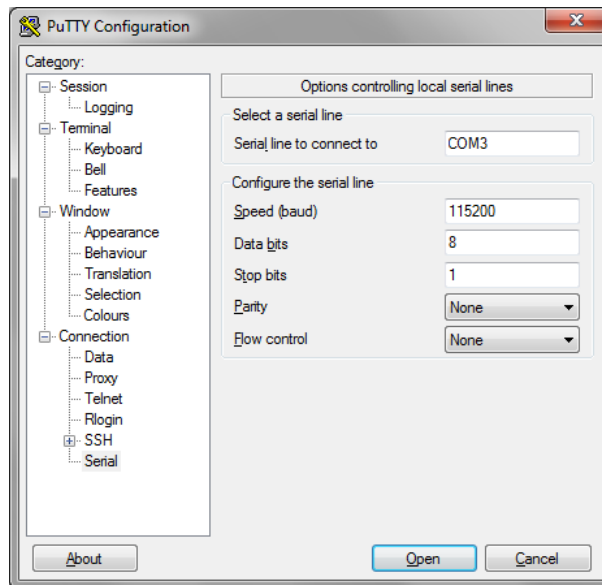 PuTTY Configuration
Category:
Session
Logging
Terminal
Keyboard
Bell
Features
Window
Appearance
Behaviour
Translation
Selection
Colours
Connection
Data
Proxy
Telnet
Rlogin
SSH
Serial
Options controlling local serial lines
Select a serial line
Serial line to connect to COM3
Configure the serial line
Speed (baud) 115200
Data bits 8
Stop bits 1
Parity None
Flow control None
About Open Cancel